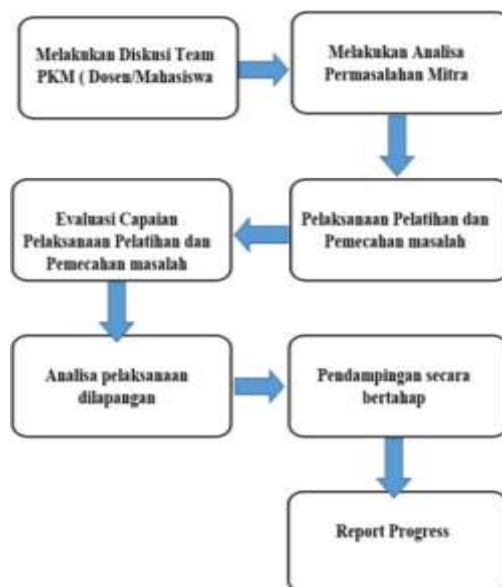 Melakukan Diskusi Team
PKM ( Dosen/Mahasiswa
Melakukan Analisa
Permasalahan Mitra
Pelaksanaan Pelatihan dan
Pemecahan masalah
Evaluasi Capaian
Pelaksanaan Pelatihan dan
Pemecahan masalah
Analisa pelaksanaan
dilapangan
Pendampingan secara
bertahap
Report Progress